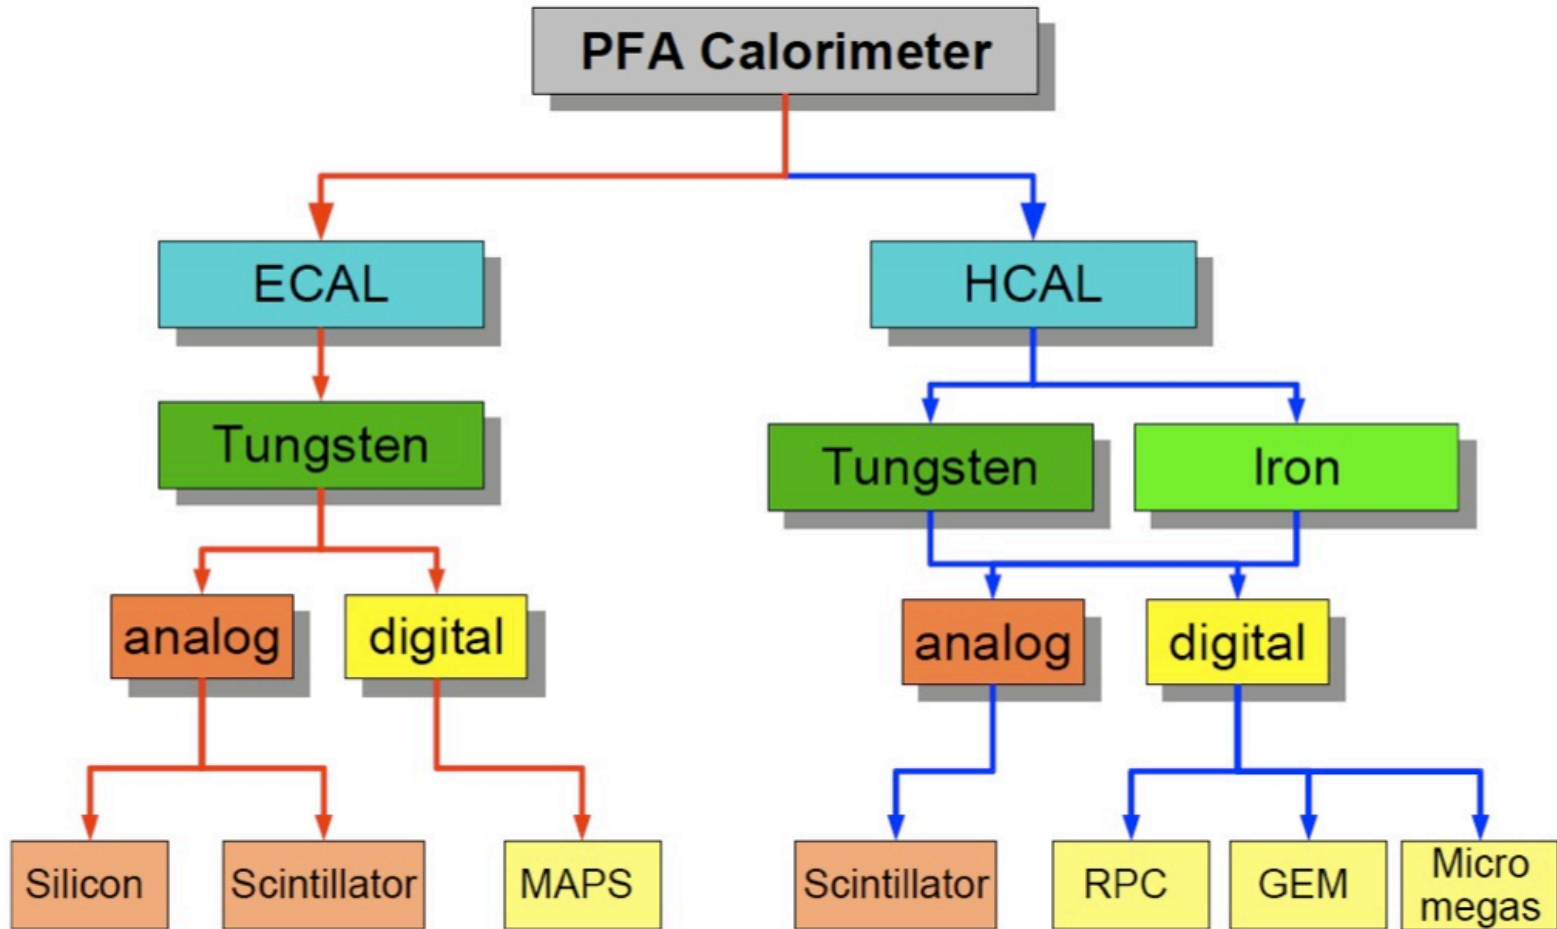 PFA Calorimeter
ECAL
HCAL
Tungsten
Tungsten
Iron
analog
digital
analog
digital
Silicon
Scintillator
MAPS
Scintillator
RPC
GEM
Micro
megas